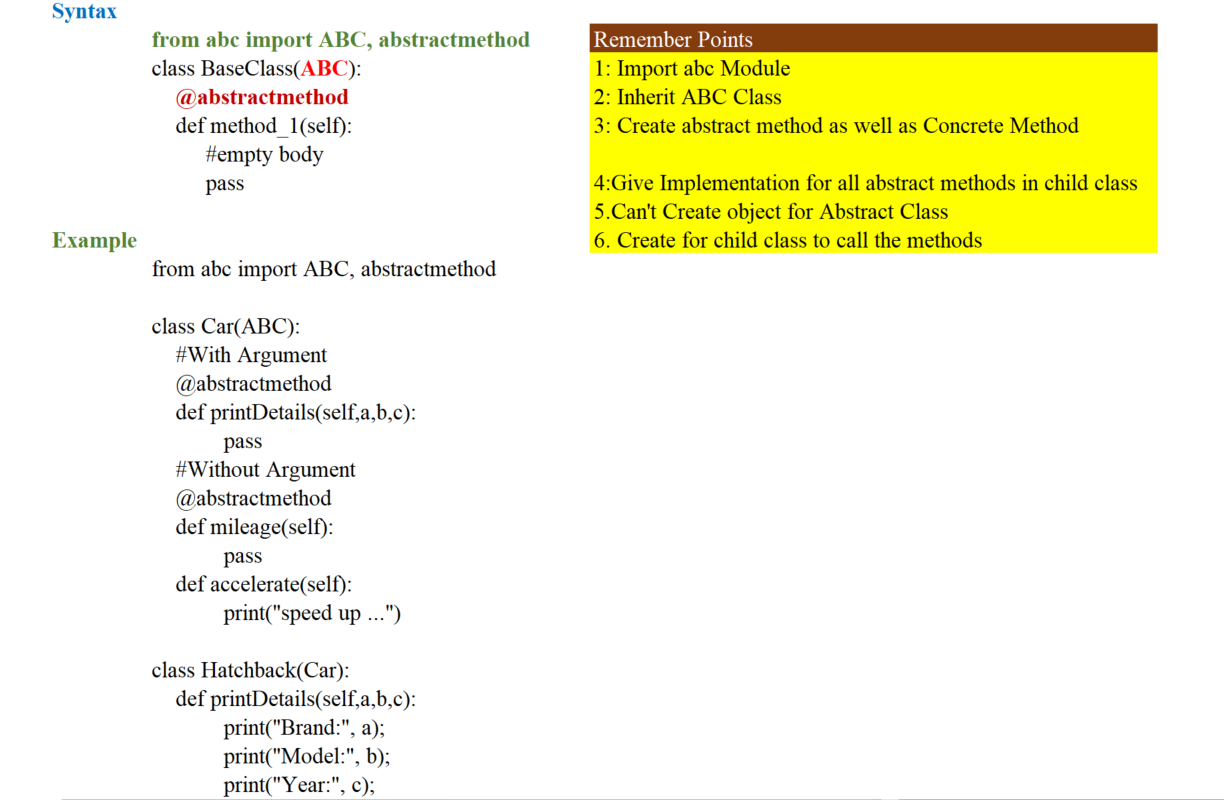 Syntax
from abc import ABC, abstractmethod
class BaseClass(ABC):
@abstractmethod
def method_1(self):
#empty body
pass
Remember Points
1: Import abc Module
2: Inherit ABC Class
3: Create abstract method as well as Concrete Method
4:Give Implementation for all abstract methods in child class
5.Can't Create object for Abstract Class
6. Create for child class to call the methods
Example
from abc import ABC, abstractmethod
class Car(ABC):
#With Argument
@abstractmethod
def printDetails(self,a,b,c):
pass
#Without Argument
@abstractmethod
def mileage(self):
pass
def accelerate(self):
print("speed up ...")
class Hatchback(Car):
def printDetails(self,a,b,c):
print("Brand:", a);
print("Model:", b);
print("Year:", c);